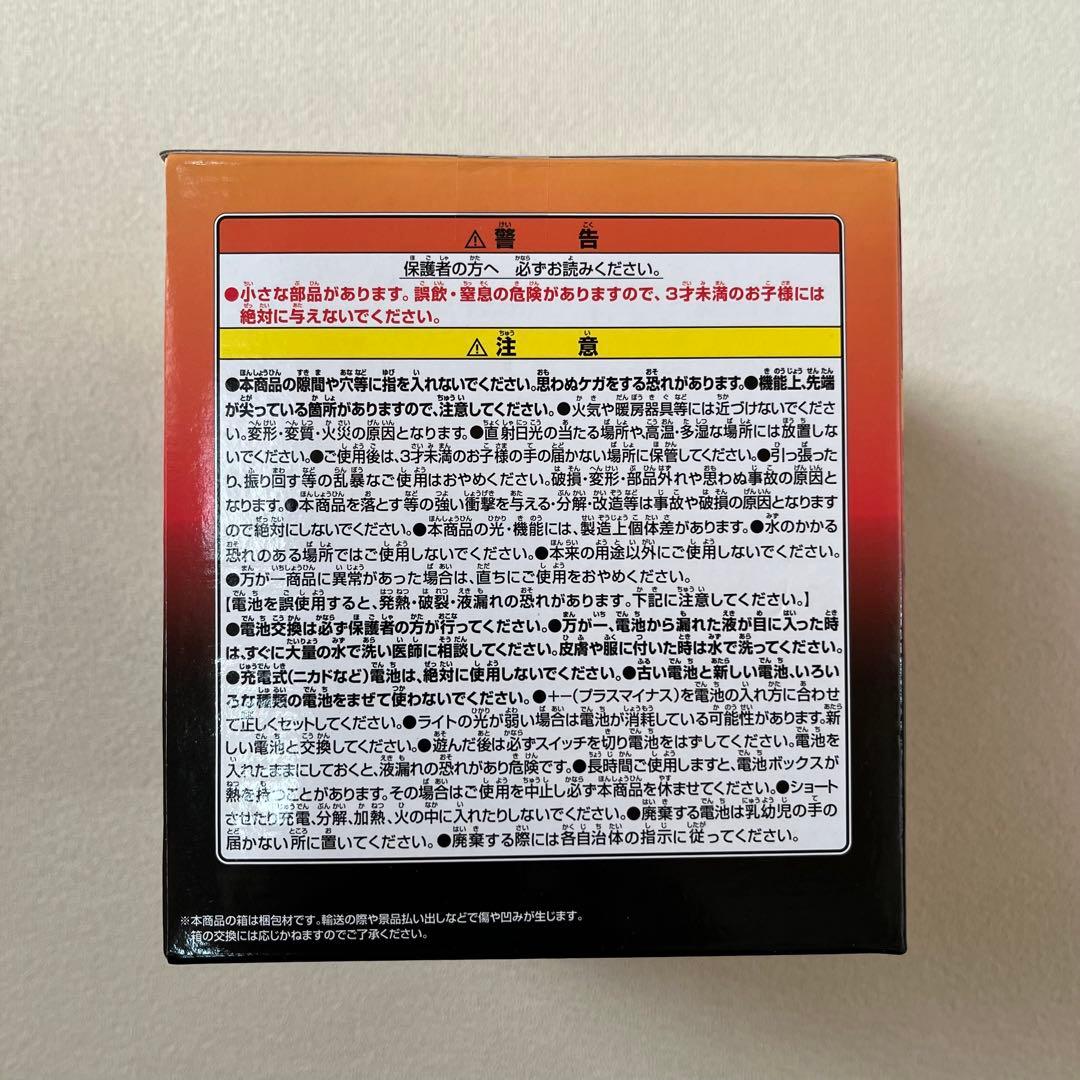 ⚠警告
保護者の方へ 必ずお読みください。
●小さな部品があります。誤飲・窒息の危険がありますので、3才未満のお子様には
絶対に与えないでください。
⚠注意
●本商品の隙間や穴等に指を入れないでください。思わぬケガをする恐れがあります。●機能上、先端
が尖っている箇所がありますので、注意してください。●火気や暖房器具等には近づけないでくださ
い。変形・変質・火災の原因となります。●直射日光の当たる場所や、高温・多湿な場所には放置しな
いでください。●ご使用後は、3才未満のお子様の手の届かない場所に保管してください。●引っ張った
り、振り回す等の乱暴なご使用はおやめください。破損・変形・部品外れや思わぬ事故の原因と
なります。●本商品を落とす等の強い衝撃を与える・分解・改造等は事故や破損の原因となります
ので絶対にしないでください。●本商品の光・機能には、製造上個体差があります。●水のかかる
恐れのある場所ではご使用しないでください。●本来の用途以外にご使用しないでください。
●万が一商品に異常があった場合は、直ちにご使用をおやめください。
【電池を誤使用すると、発熱・破裂・液漏れの恐れがあります。下記に注意してください。】
●電池交換は必ず保護者の方が行ってください。●万が一、電池から漏れた液が目に入った時
は、すぐに大量の水で洗い医師に相談してください。皮膚や服に付いた時は水で洗ってください。
●充電式(ニカドなど)電池は、絶対に使用しないでください。●古い電池と新しい電池、いろい
ろな種類の電池をまぜて使わないでください。●+−(プラスマイナス)を電池の入れ方に合わせ
て正しくセットしてください。●ライトの光が弱い場合は電池が消耗している可能性があります。新
しい電池と交換してください。●遊んだ後は必ずスイッチを切り電池をはずしてください。電池を
入れたままにしておくと、液漏れの恐れがあり危険です。●長時間ご使用しますと、電池ボックスが
熱を持つことがあります。その場合はご使用を中止し必ず本商品を休ませてください。●ショート
させたり充電、分解、加熱、火の中に入れたりしないでください。●廃棄する電池は乳幼児の手の
届かない所に置いてください。●廃棄する際には各自治体の指示に従ってください。
※本商品の箱は梱包材です。輸送の際や景品払い出しなどで傷や凹みが生じます。
箱の交換には応じかねますのでご了承ください。